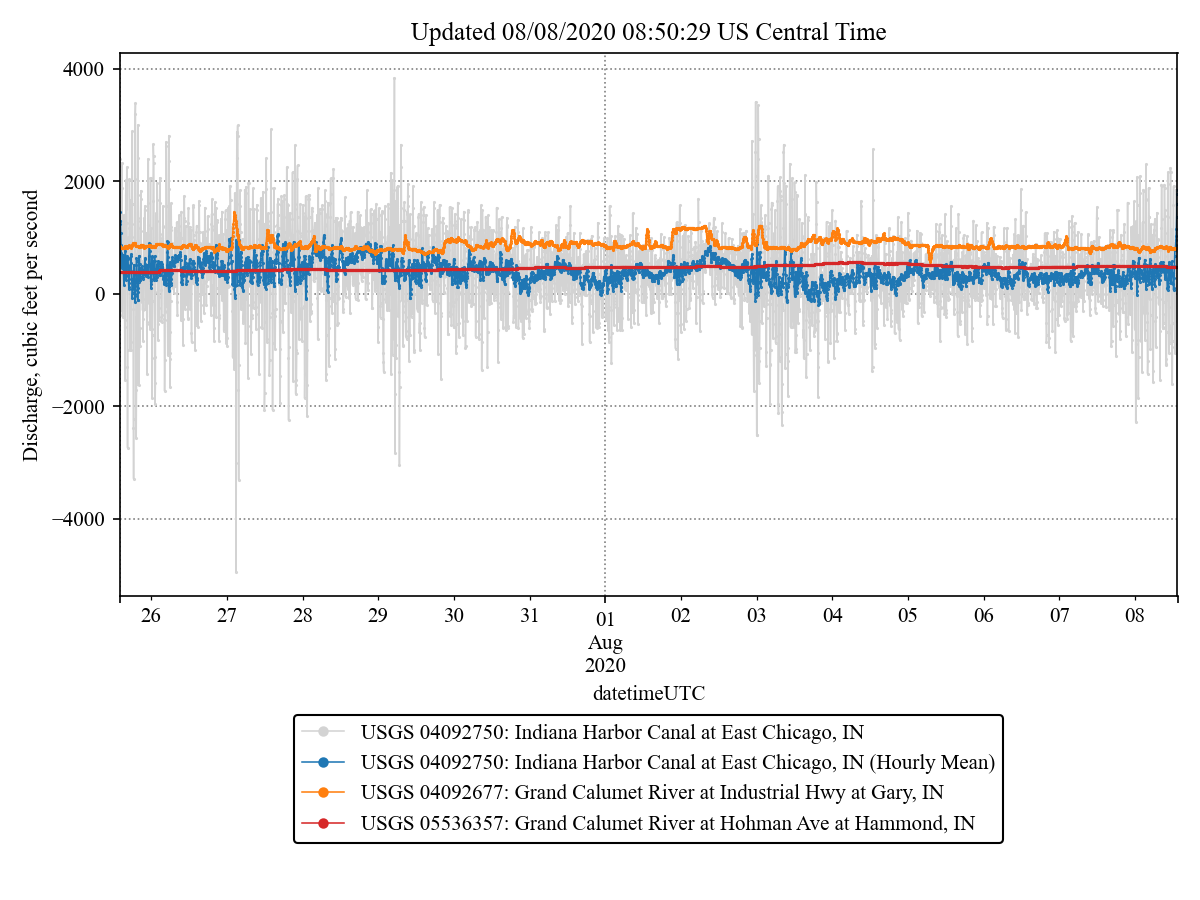 Updated 08/08/2020 08:50:29 US Central Time
Discharge, cubic feet per second
4000
2000
0
−2000
−4000
26 27 28 29 30 31 01 02 03 04 05 06 07 08
Aug
2020
datetimeUTC
USGS 04092750: Indiana Harbor Canal at East Chicago, IN
USGS 04092750: Indiana Harbor Canal at East Chicago, IN (Hourly Mean)
USGS 04092677: Grand Calumet River at Industrial Hwy at Gary, IN
USGS 05536357: Grand Calumet River at Hohman Ave at Hammond, IN